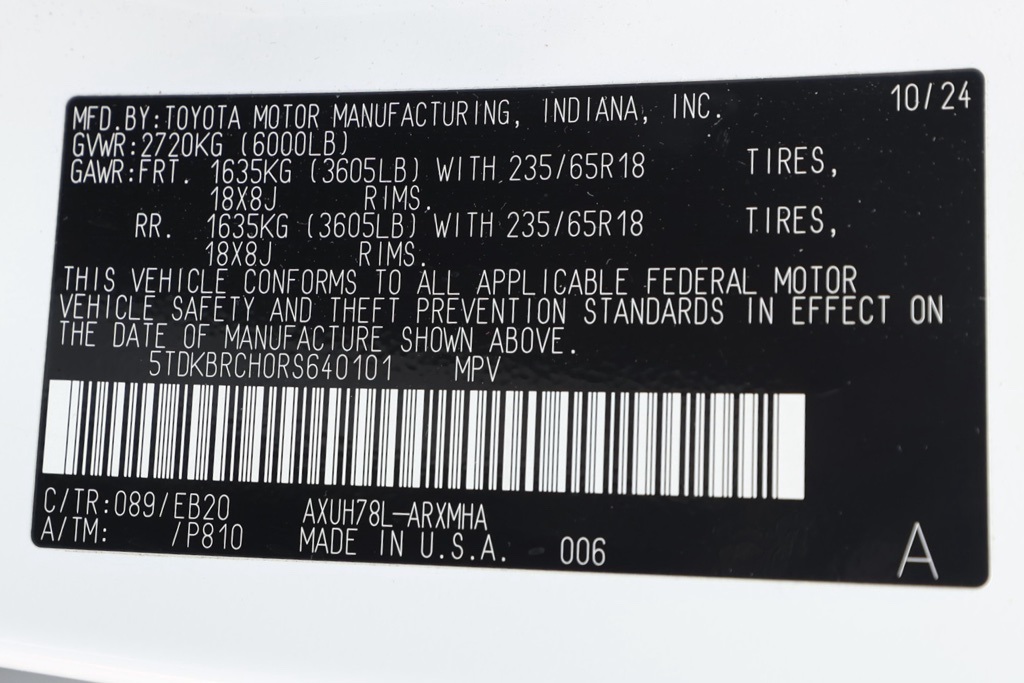 MFD.BY:TOYOTA MOTOR MANUFACTURING, INDIANA, INC. 10/24
GVWR:2720KG (6000LB)
GAWR:FRT. 1635KG (3605LB) WITH 235/65R18 TIRES,
18X8J RIMS.
RR. 1635KG (3605LB) WITH 235/65R18 TIRES,
18X8J RIMS.
THIS VEHICLE CONFORMS TO ALL APPLICABLE FEDERAL MOTOR
VEHICLE SAFETY AND THEFT PREVENTION STANDARDS IN EFFECT ON
THE DATE OF MANUFACTURE SHOWN ABOVE.
5TDKBRCH0RS640101 MPV
C/TR:089/EB20 AXUH78L-ARXMHA
A/TM: /P810 MADE IN U.S.A. 006 A